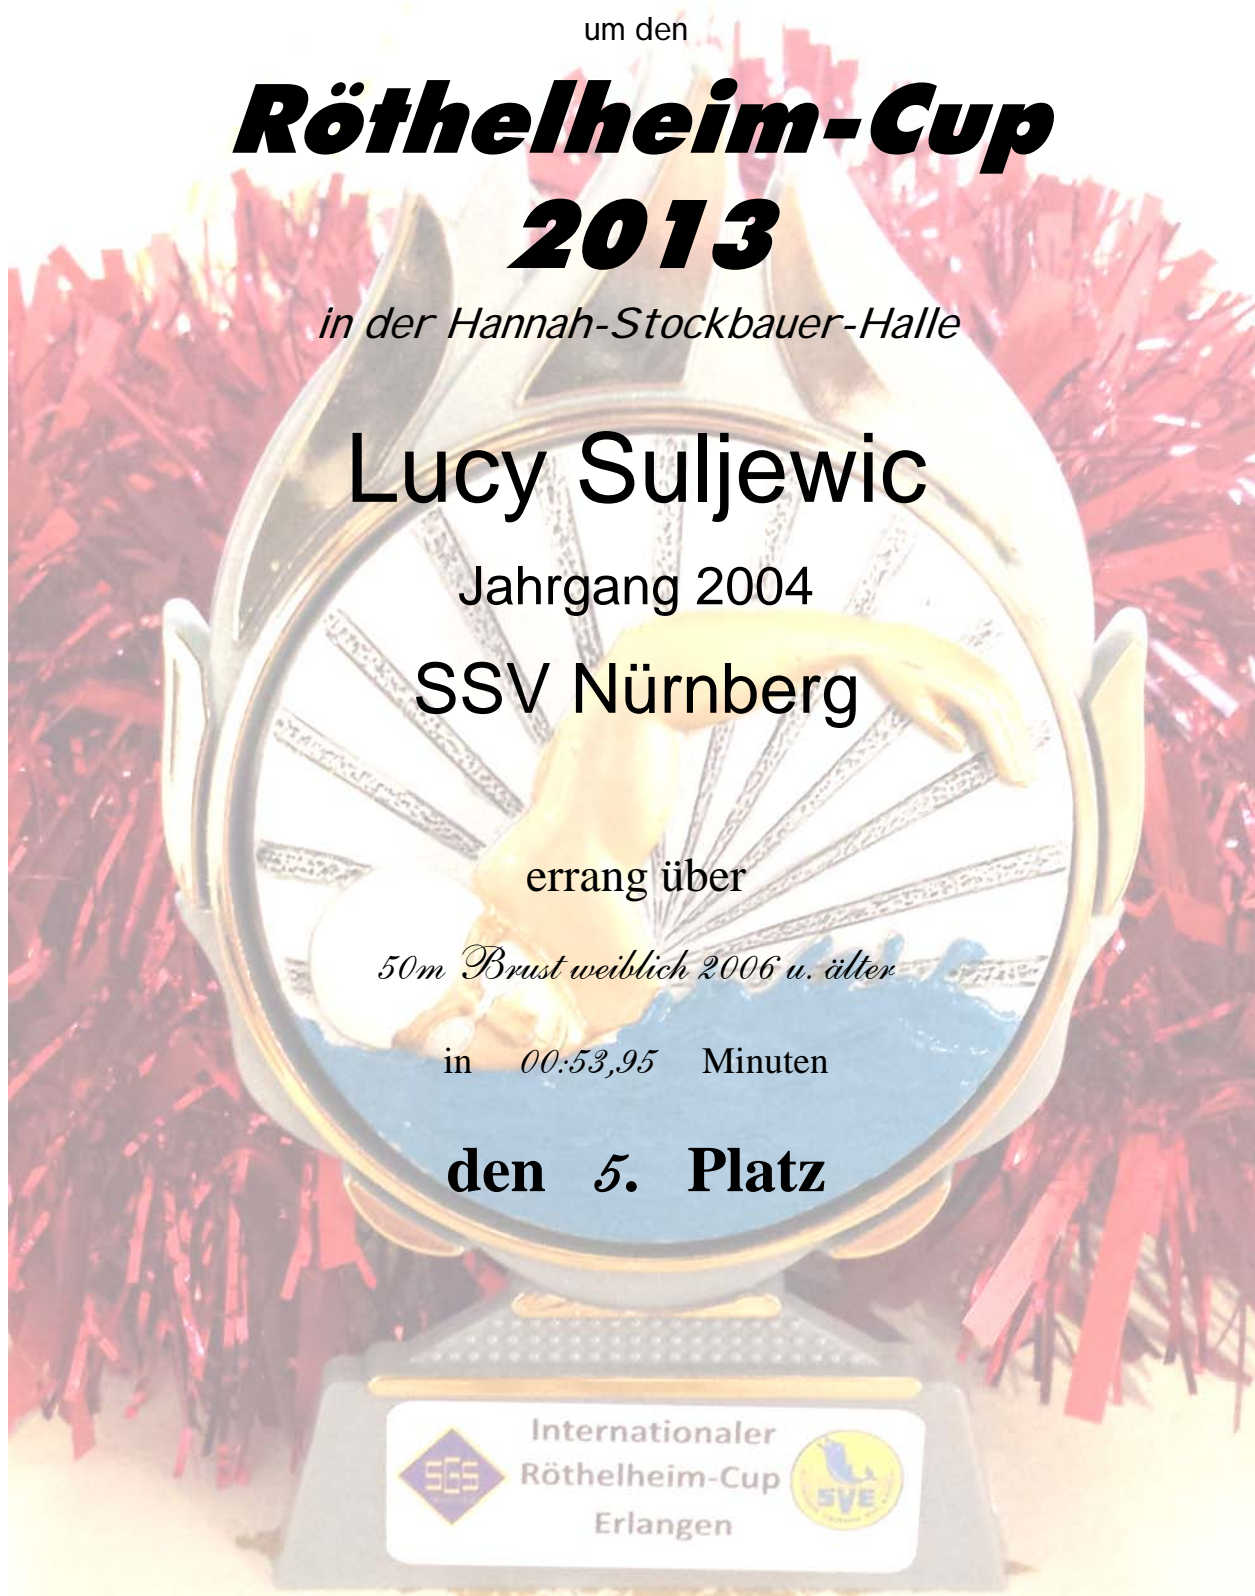 um den
Röthelheim-Cup
2013
in der Hannah-Stockbauer-Halle
Lucy Suljewic
Jahrgang 2004
SSV Nürnberg
errang über
50m Brust weiblich 2006 u. älter
in 00:53,95 Minuten
den 5. Platz
Internationaler
SGS Röthelheim-Cup SVE
Erlangen